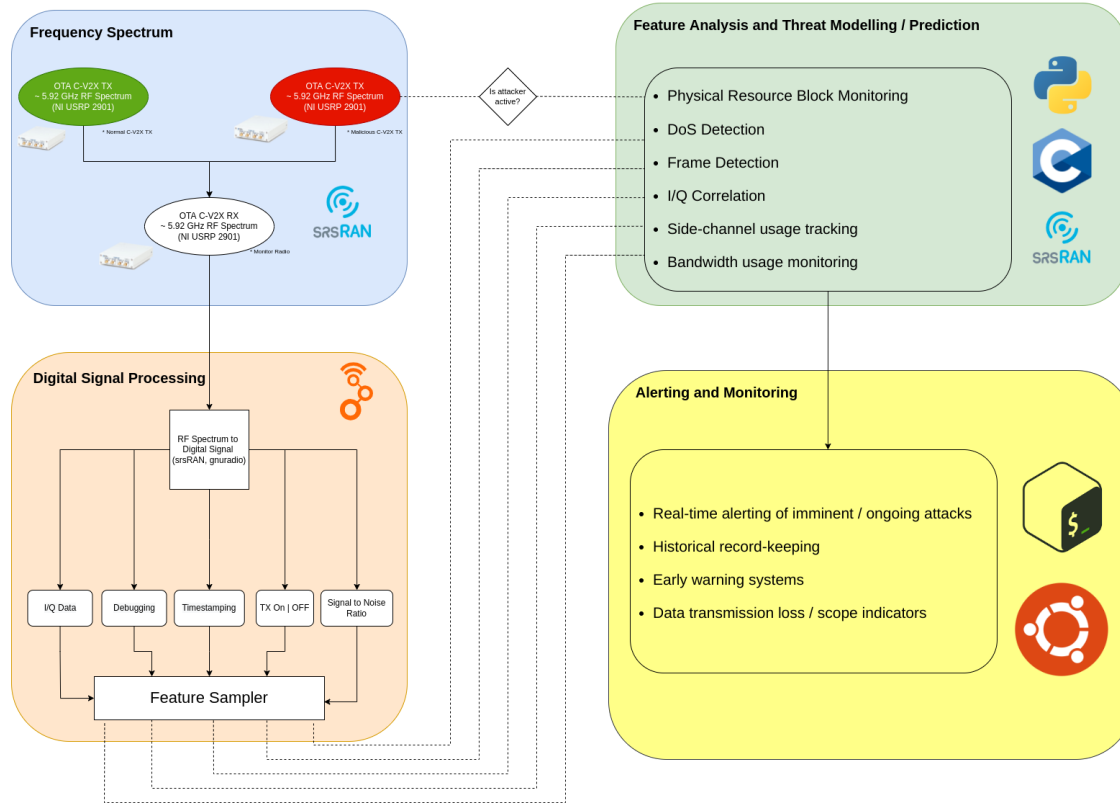 Frequency Spectrum
OTA C-V2X TX
~ 5.92 GHz RF Spectrum
(NI USRP 2901)
* Normal C-V2X TX
OTA C-V2X TX
~ 5.92 GHz RF Spectrum
(NI USRP 2901)
* Malicious C-V2X TX
OTA C-V2X RX
~ 5.92 GHz RF Spectrum
(NI USRP 2901)
* Monitor Radio
SRSRAN
Is attacker
active?
Feature Analysis and Threat Modelling / Prediction
• Physical Resource Block Monitoring
• DoS Detection
• Frame Detection
• I/Q Correlation
• Side-channel usage tracking
• Bandwidth usage monitoring
C
SRSRAN
Digital Signal Processing
RF Spectrum to
Digital Signal
(srsRAN, gnuradio)
I/Q Data
Debugging
Timestamping
TX On | OFF
Signal to Noise
Ratio
Feature Sampler
Alerting and Monitoring
• Real-time alerting of imminent / ongoing attacks
• Historical record-keeping
• Early warning systems
• Data transmission loss / scope indicators
$_